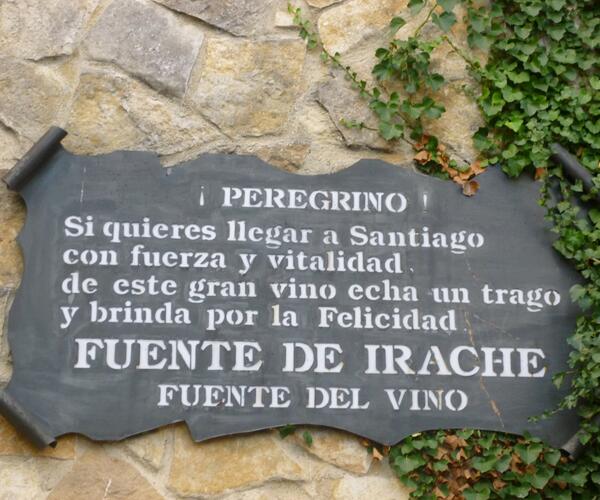 ¡ PEREGRINO !
Si quieres llegar a Santiago
con fuerza y vitalidad
de este gran vino echa un trago
y brinda por la Felicidad
FUENTE DE IRACHE
FUENTE DEL VINO